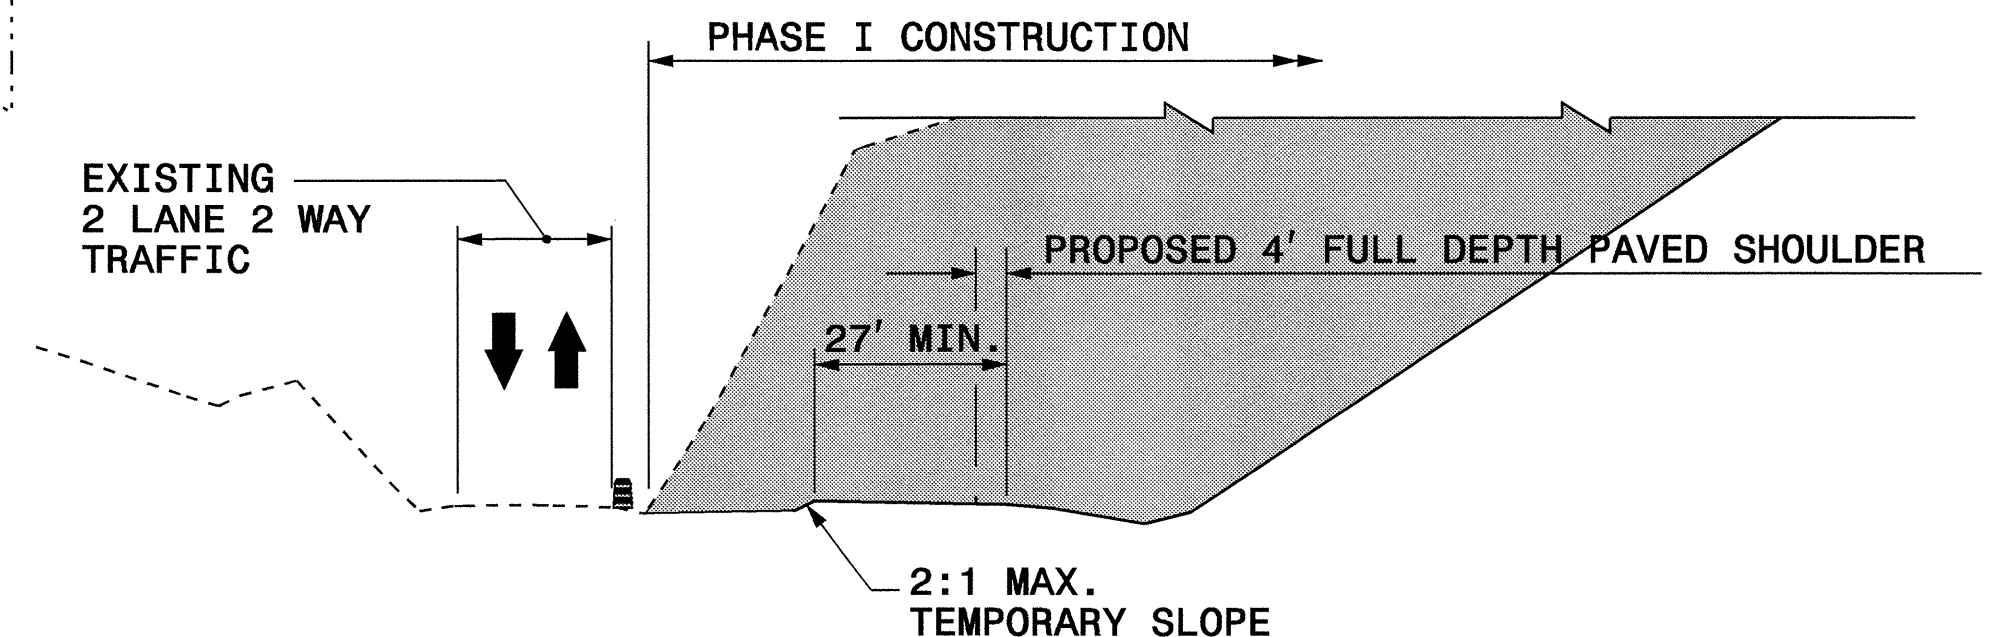 PHASE I CONSTRUCTION
EXISTING
2 LANE 2 WAY
TRAFFIC
PROPOSED 4' FULL DEPTH PAVED SHOULDER
27' MIN.
2:1 MAX.
TEMPORARY SLOPE